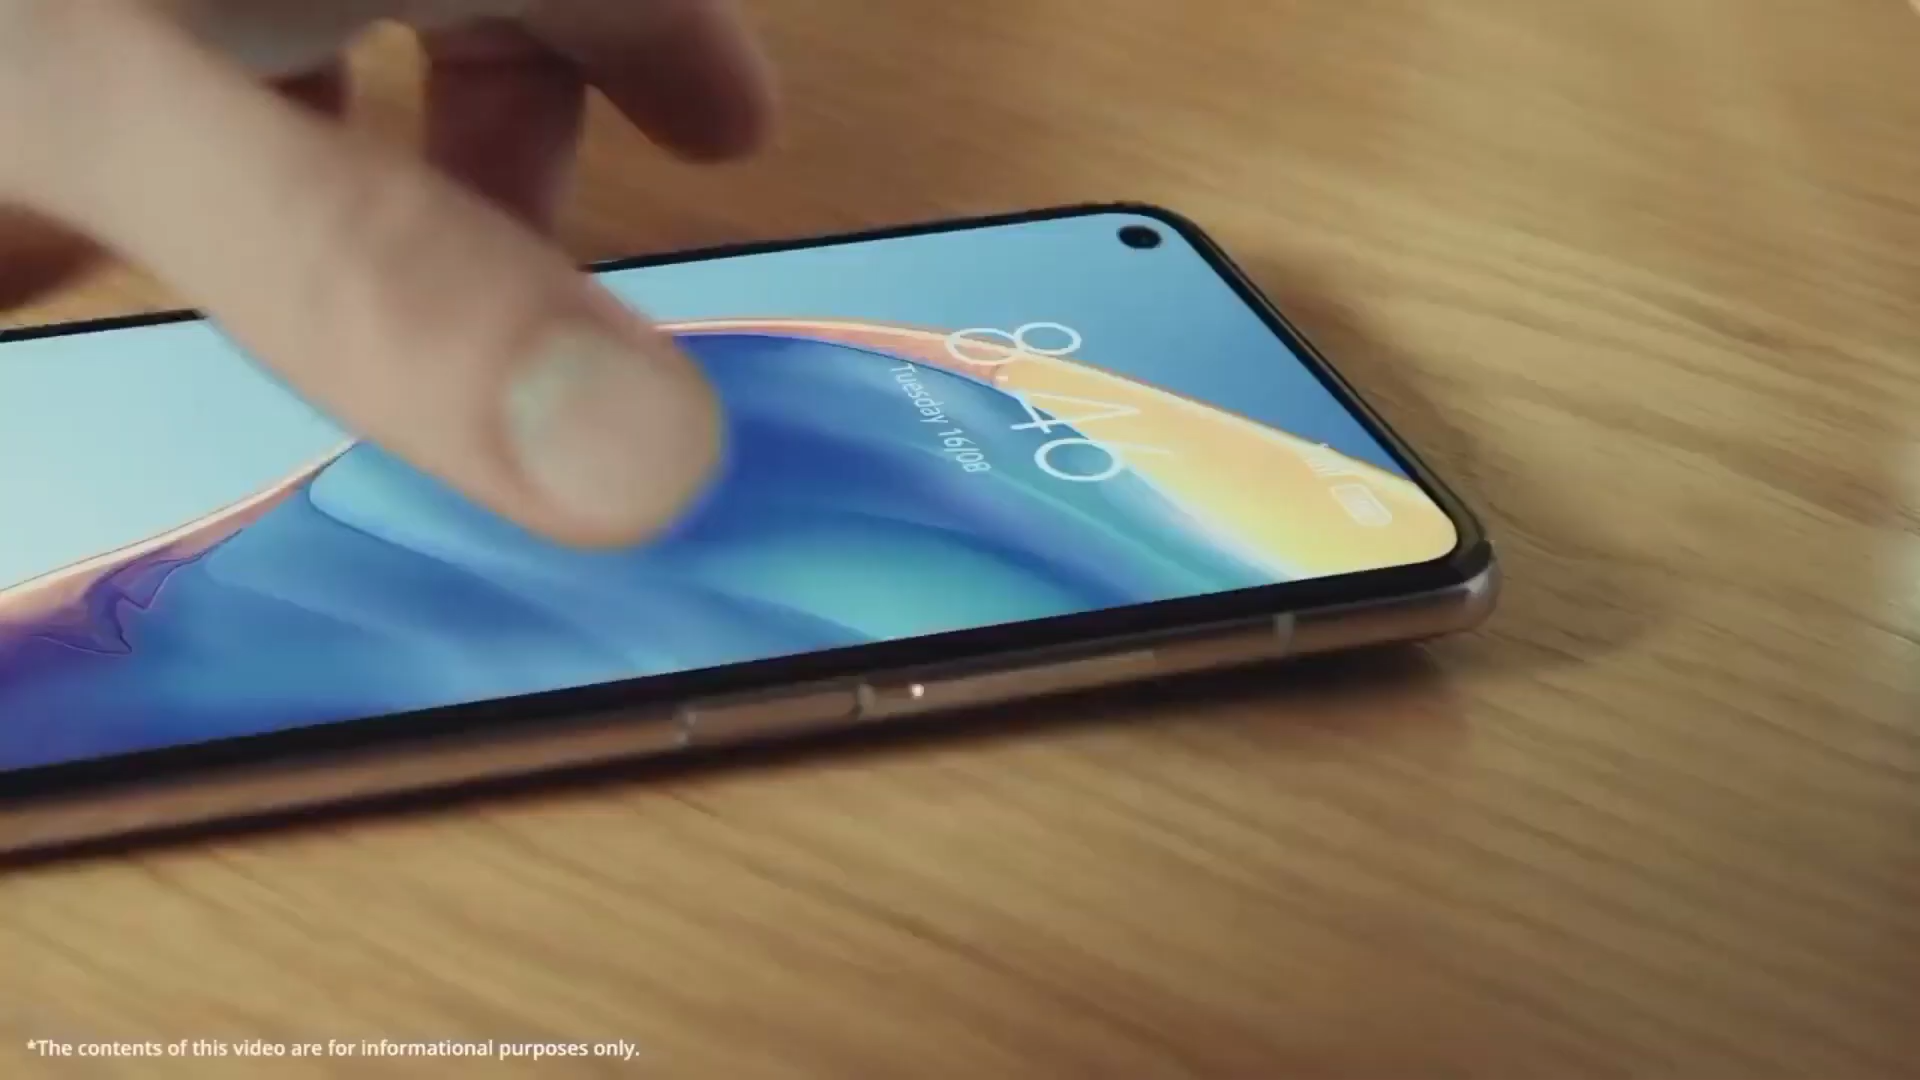 8:46
Tuesday 16/08
*The contents of this video are for informational purposes only.